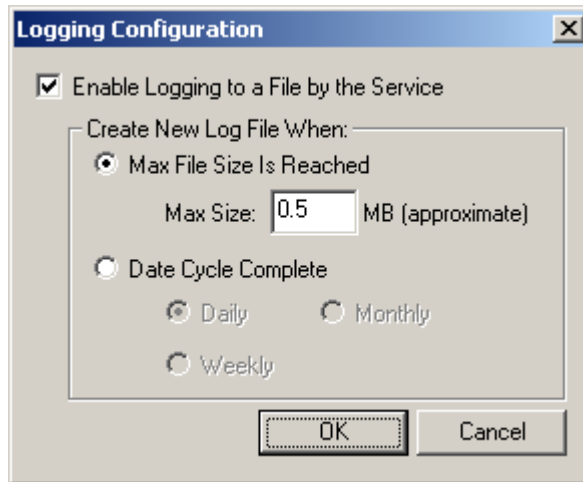 Logging Configuration
Enable Logging to a File by the Service
Create New Log File When:
Max File Size Is Reached
Max Size: 0.5 MB (approximate)
Date Cycle Complete
Daily Monthly
Weekly
OK Cancel